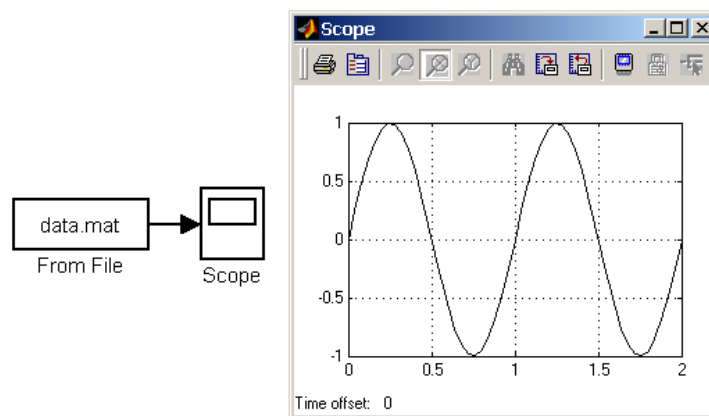 data.mat
From File
Scope
Scope
1
0.5
0
-0.5
-1
0 0.5 1 1.5 2
Time offset: 0